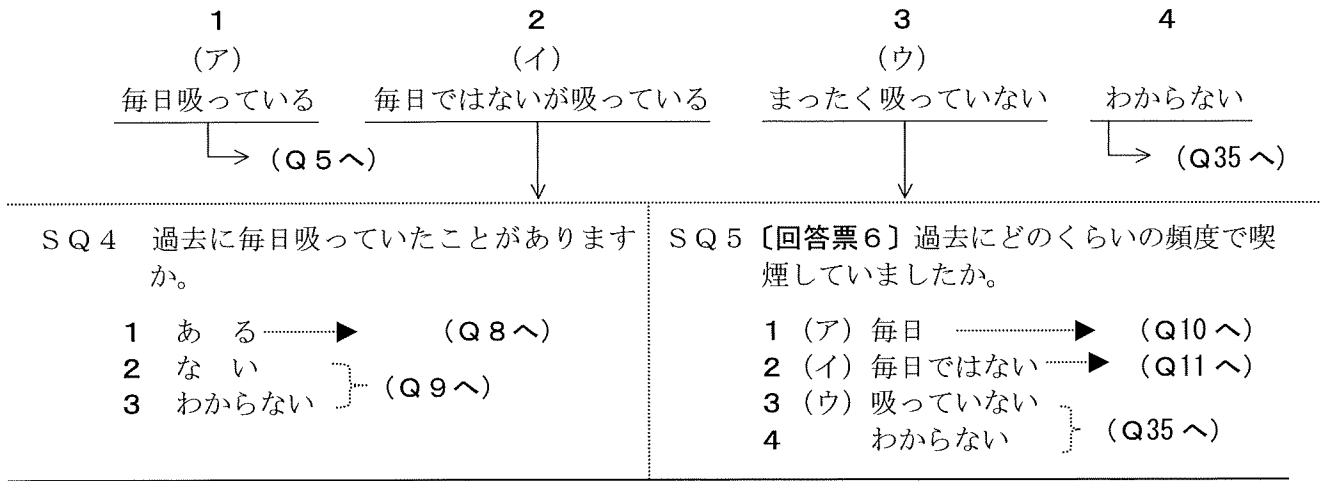 1 2 3 4
(ア) (イ) (ウ)
毎日吸っている 毎日ではないが吸っている まったく吸っていない わからない
(Q5へ) (Q35へ)
SQ4 過去に毎日吸っていたことがあります
か。
1 ある (Q8へ)
2 ない
3 わからない (Q9へ)
SQ5〔回答票6〕過去にどのくらいの頻度で喫
煙していましたか。
1 (ア) 毎日 (Q10へ)
2 (イ) 毎日ではない (Q11へ)
3 (ウ) 吸っていない
4 わからない (Q35へ)